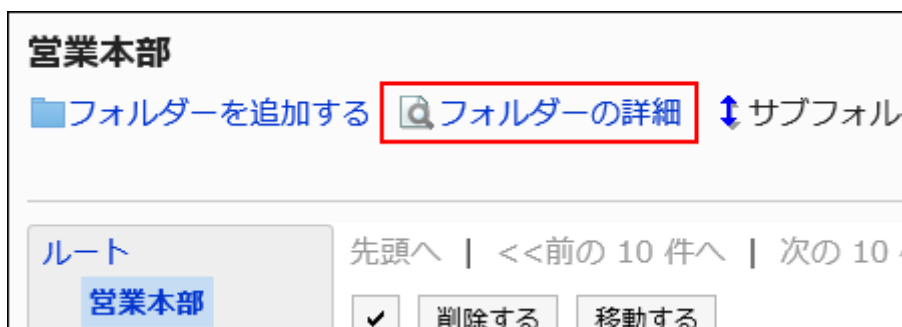 営業本部
フォルダーを追加する フォルダーの詳細 サブフォル
ルート
営業本部
先頭へ | <<前の 10 件へ | 次の 10
削除する 移動する